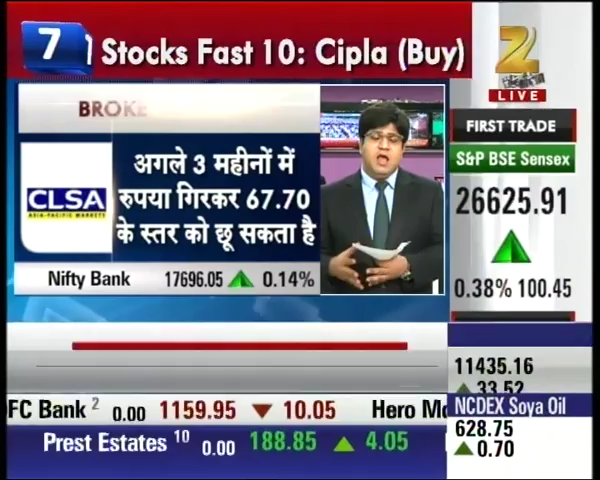 7
Stocks Fast 10: Cipla (Buy)
Z
LIVE
BROKE
CLSA
ASIA-PACIFIC MARKETS
अगले 3 महीनों में
रुपया गिरकर 67.70
के स्तर को छू सकता है
Nifty Bank 17696.05 0.14%
FIRST TRADE
S&P BSE Sensex
26625.91
0.38% 100.45
11435.16
33.52
FC Bank 2 0.00 1159.95 10.05 Hero Mo
NCDEX Soya Oil
628.75
0.70
Prest Estates 10 0.00 188.85 4.05